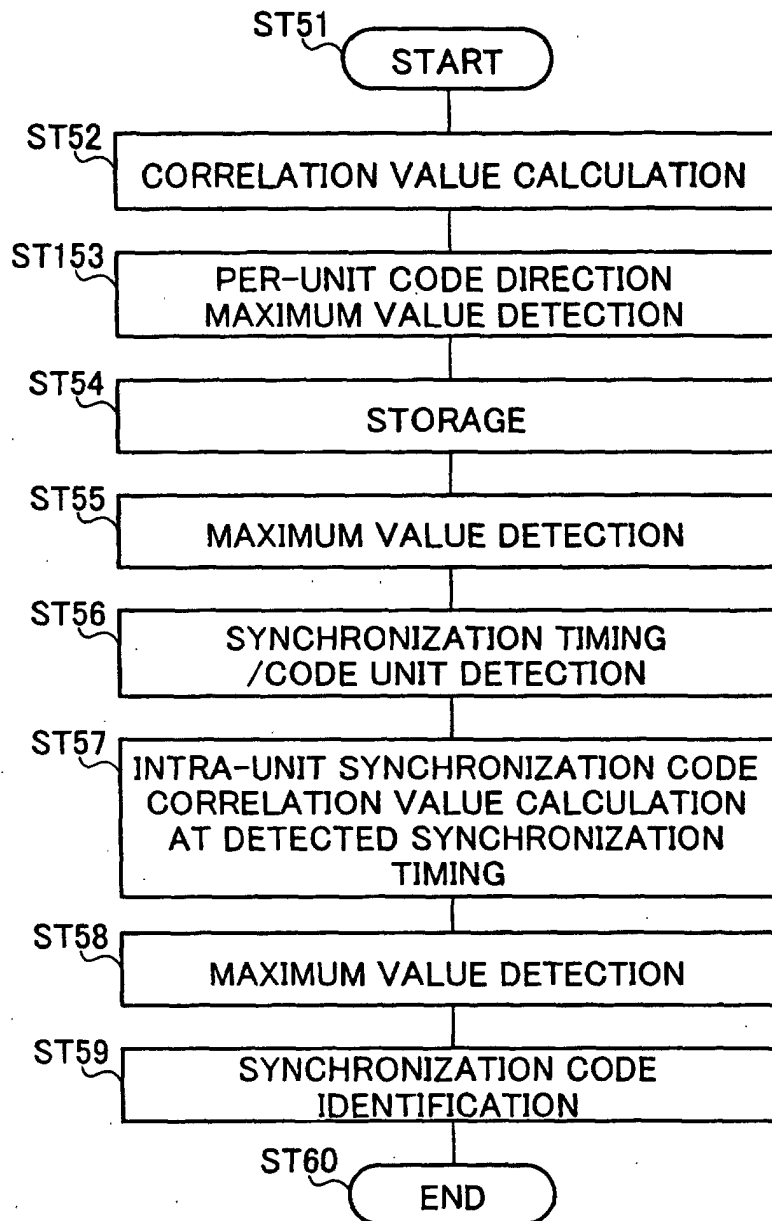 ST51
START
ST52
CORRELATION VALUE CALCULATION
ST153
PER-UNIT CODE DIRECTION
MAXIMUM VALUE DETECTION
ST54
STORAGE
ST55
MAXIMUM VALUE DETECTION
ST56
SYNCHRONIZATION TIMING
/CODE UNIT DETECTION
ST57
INTRA-UNIT SYNCHRONIZATION CODE
CORRELATION VALUE CALCULATION
AT DETECTED SYNCHRONIZATION
TIMING
ST58
MAXIMUM VALUE DETECTION
ST59
SYNCHRONIZATION CODE
IDENTIFICATION
ST60
END